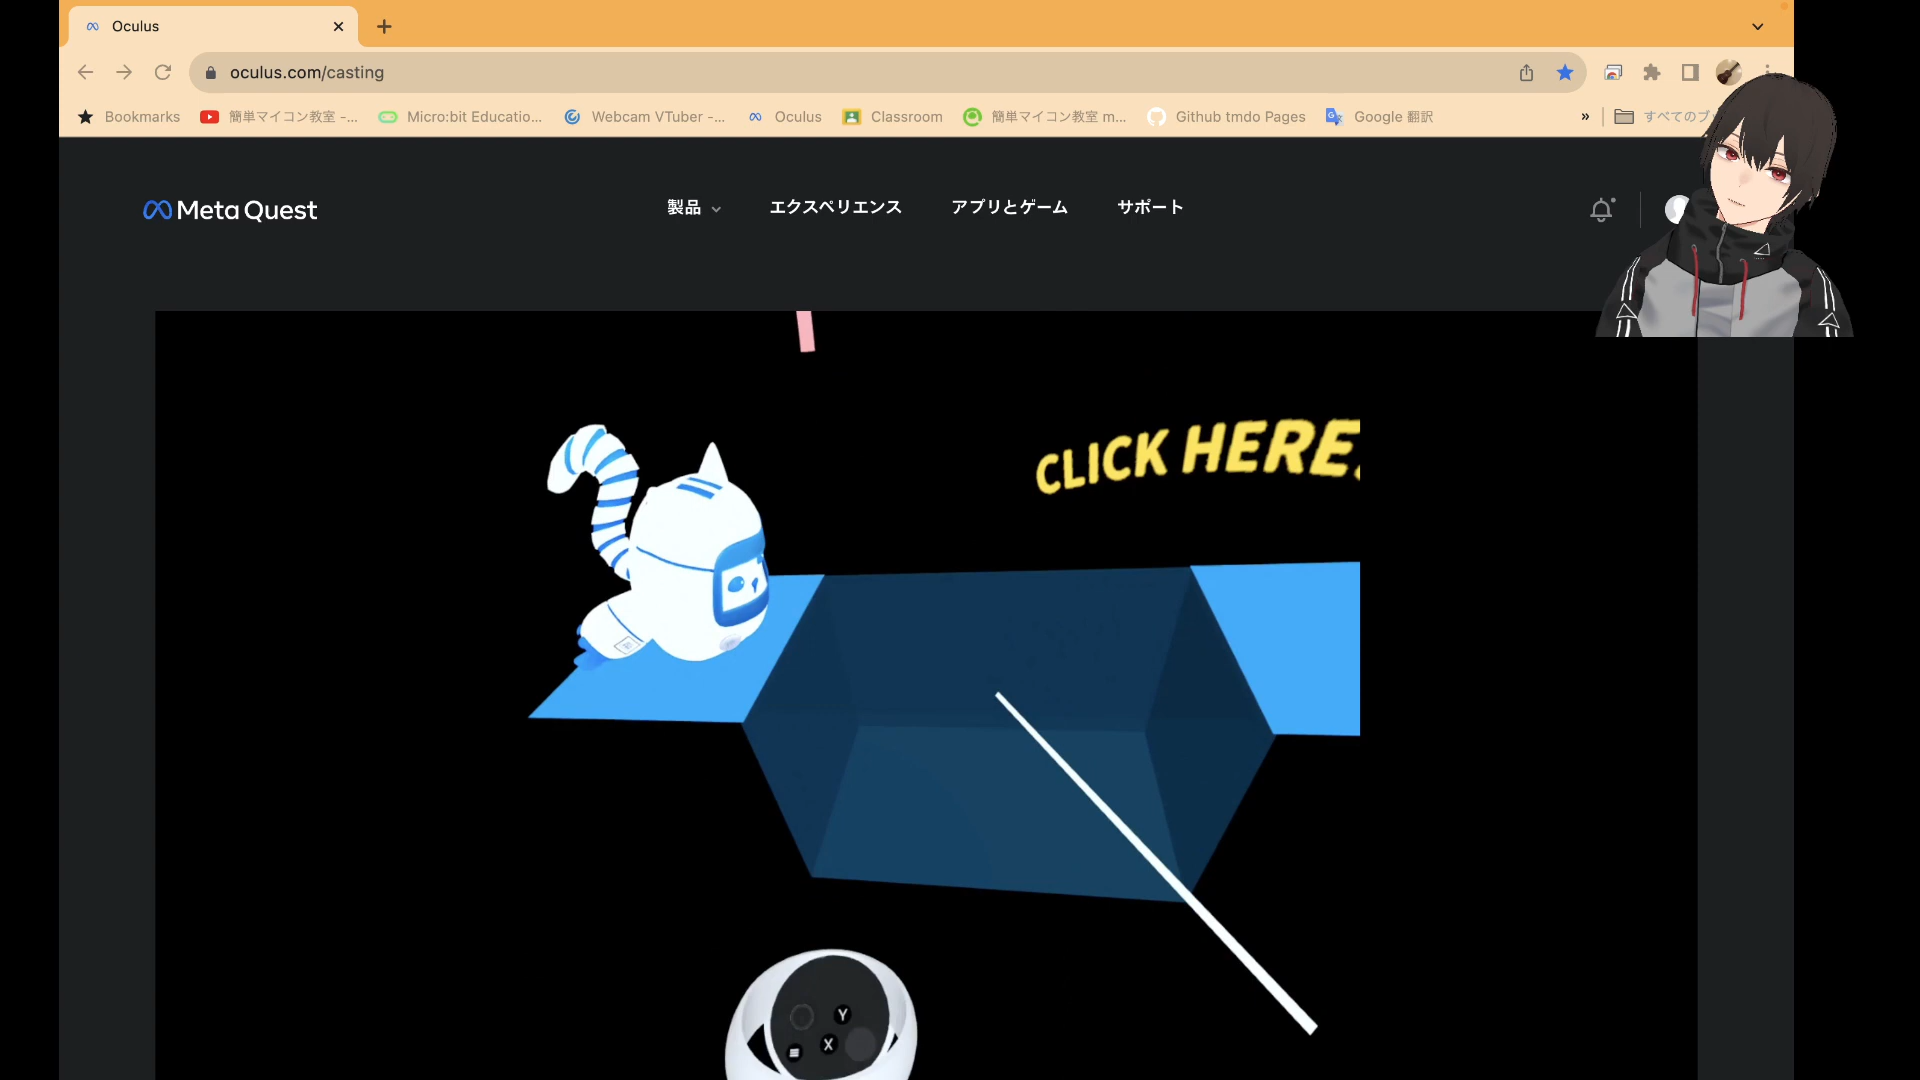 Oculus
oculus.com/casting
Bookmarks
簡単マイコン教室 -...
Micro:bit Educatio...
Webcam VTuber -...
Oculus
Classroom
簡単マイコン教室 m...
Github tmdo Pages
Google 翻訳
»
すべてのブ
Meta Quest
製品
エクスペリエンス
アプリとゲーム
サポート
CLICK HERE.
Y
X